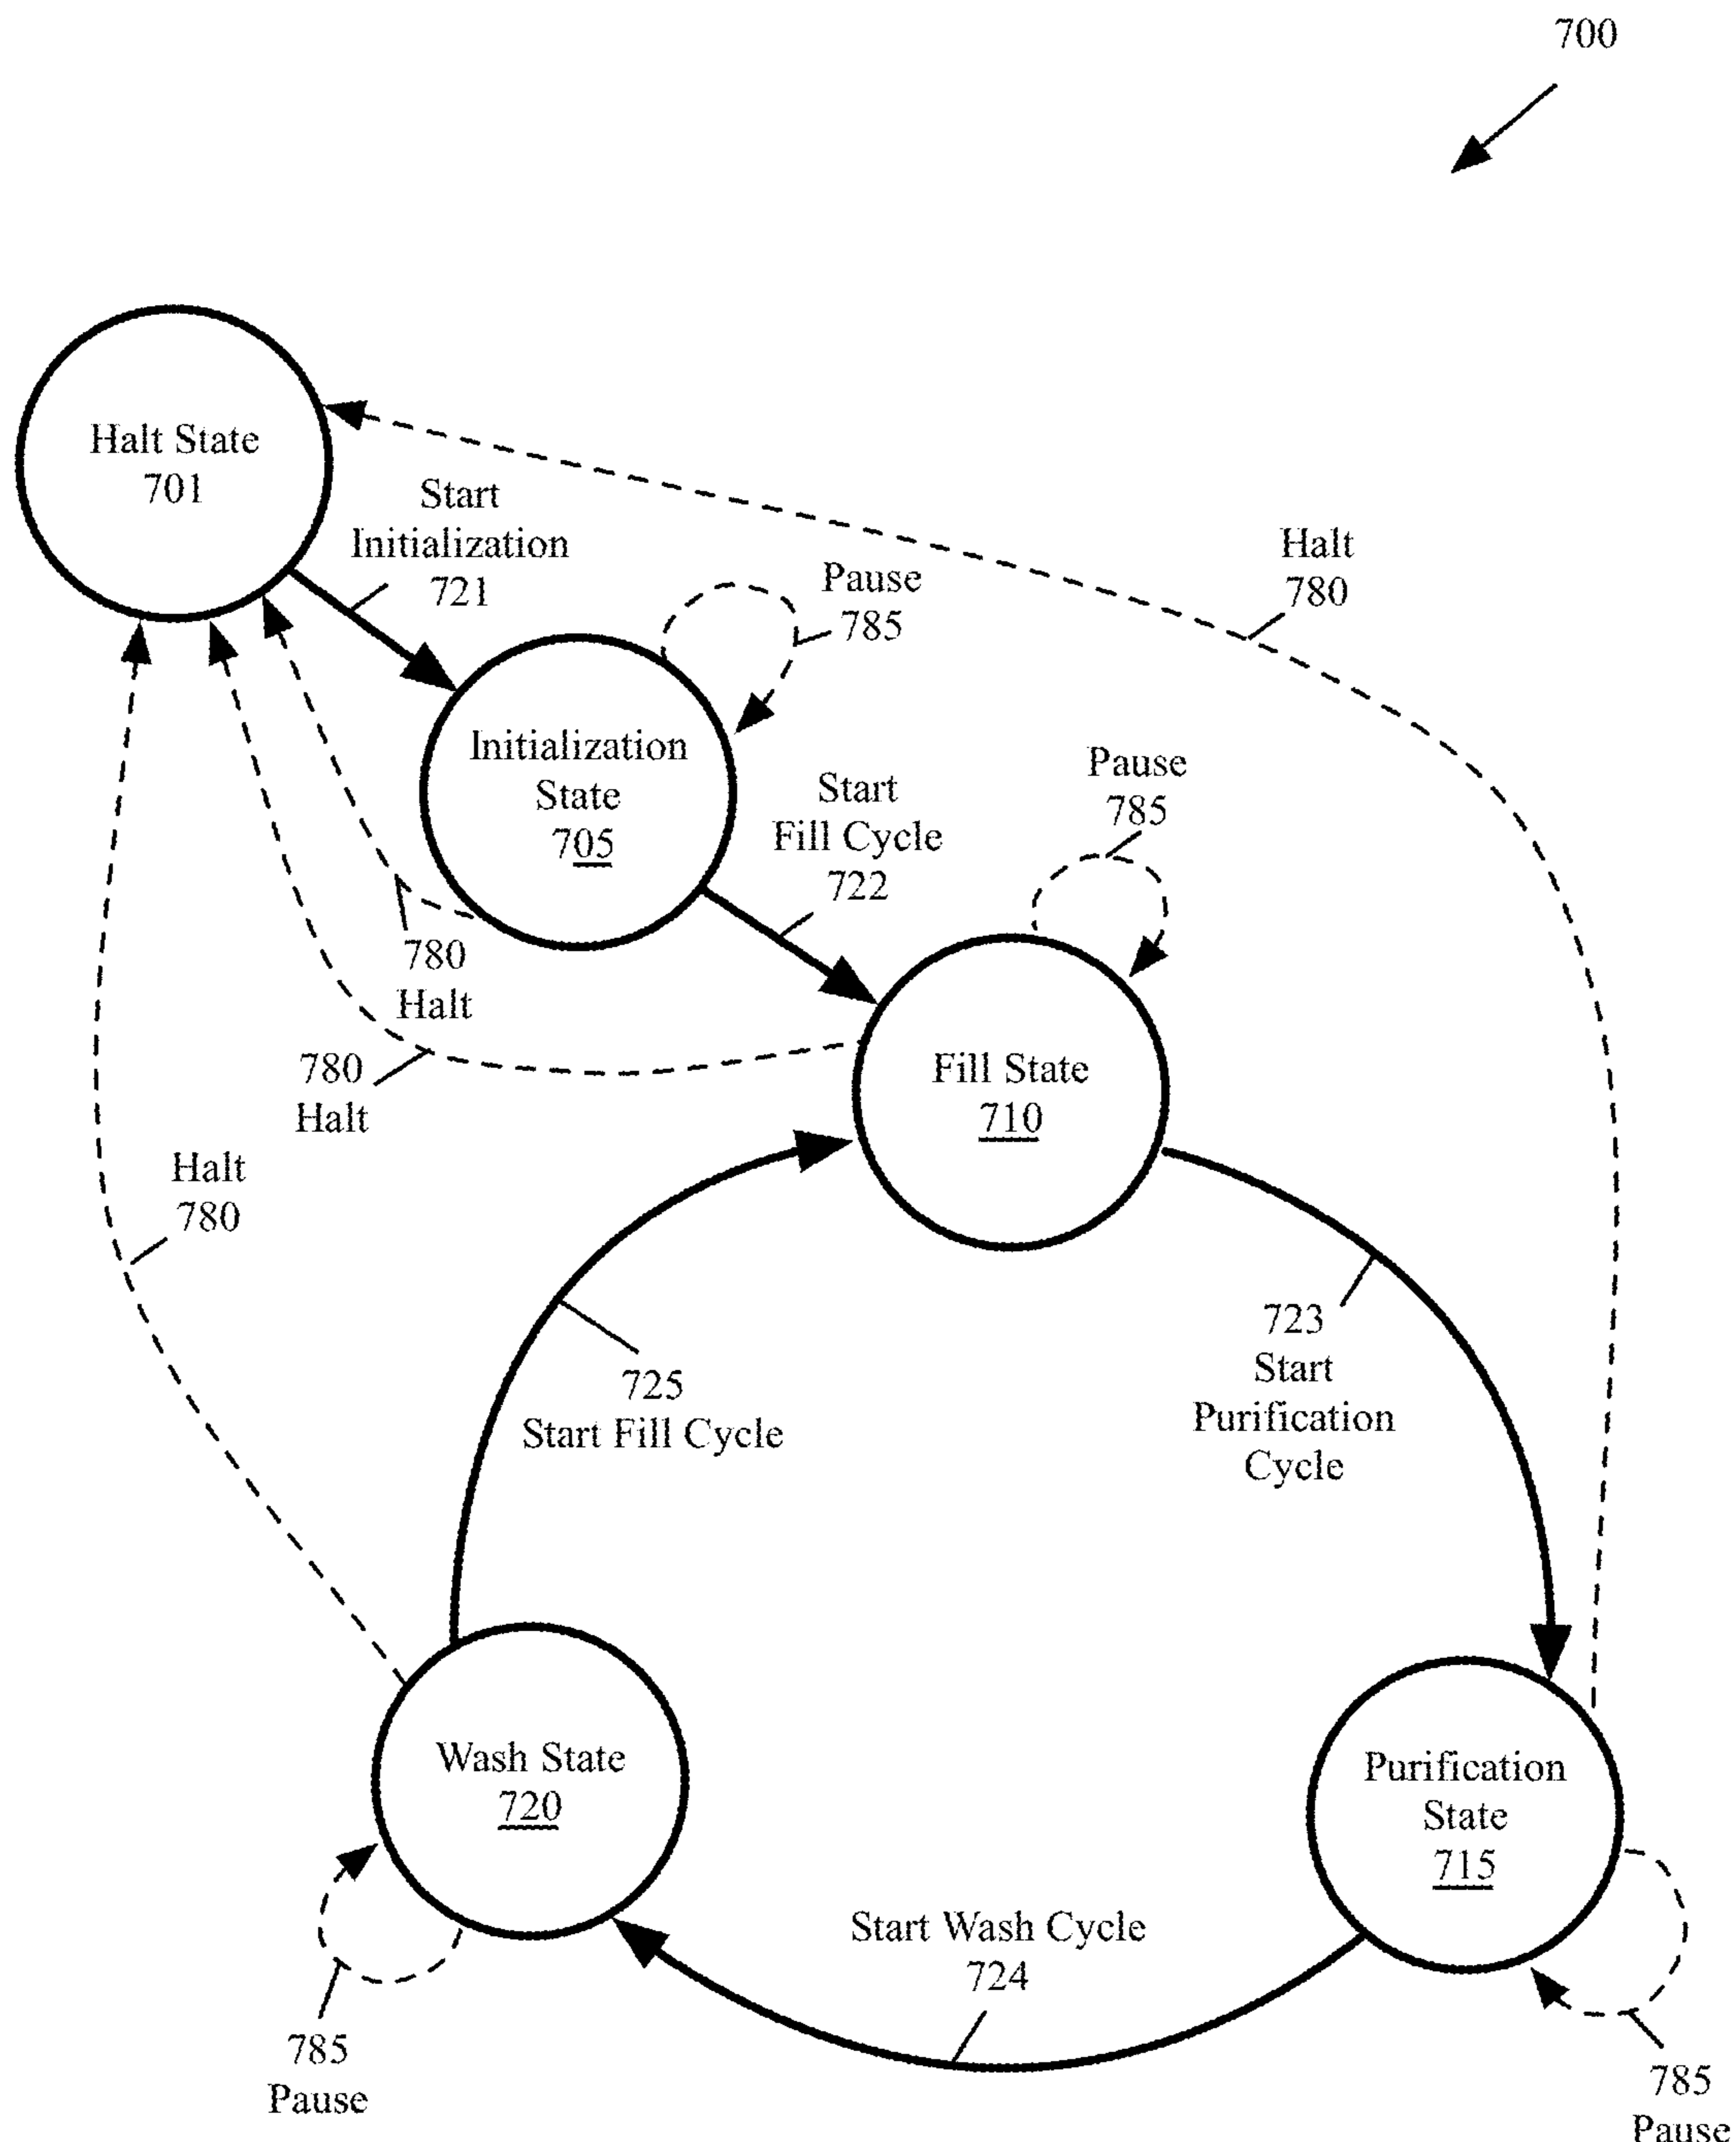 700
Halt State
701
Start
Initialization
721
Pause
785
Halt
780
Initialization
State
705
Start
Fill Cycle
722
Pause
785
780
Halt
780
Halt
Fill State
710
Halt
780
723
Start
Purification
Cycle
725
Start Fill Cycle
Wash State
720
Purification
State
715
Start Wash Cycle
724
785
Pause
785
Pause